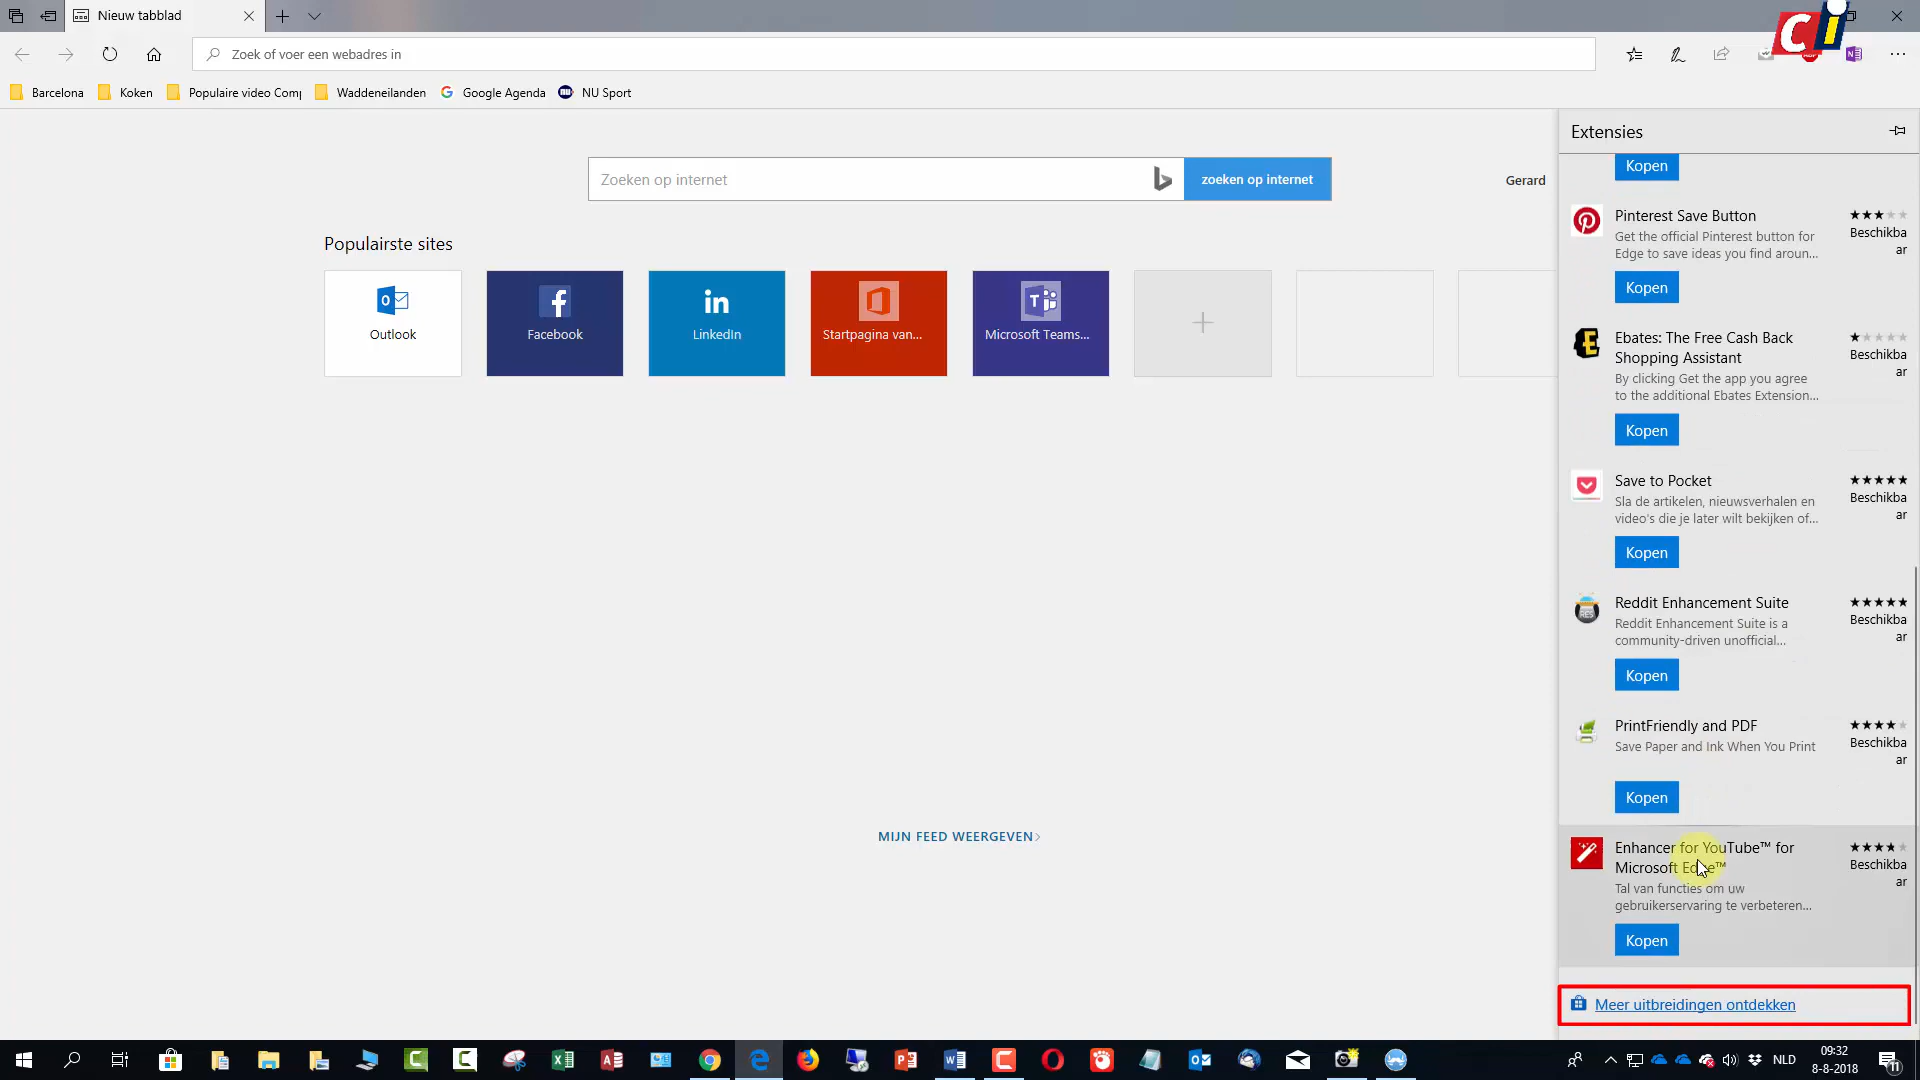 Nieuw tabblad
Ci
Zoek of voer een webadres in
Barcelona
Koken
Populaire video Comp
Waddeneilanden
Google Agenda
NU Sport
Extensies
Zoeken op internet
zoeken op internet
Gerard
Populairste sites
Outlook
Facebook
LinkedIn
Startpagina van...
Microsoft Teams...
MIJN FEED WEERGEVEN
Kopen
Pinterest Save Button
Get the official Pinterest button for
Edge to save ideas you find aroun...
Beschikba
ar
Kopen
Ebates: The Free Cash Back
Shopping Assistant
By clicking Get the app you agree
to the additional Ebates Extension...
Beschikba
ar
Kopen
Save to Pocket
Sla de artikelen, nieuwsverhalen en
video's die je later wilt bekijken of...
Beschikba
ar
Kopen
Reddit Enhancement Suite
Reddit Enhancement Suite is a
community-driven unofficial...
Beschikba
ar
Kopen
PrintFriendly and PDF
Save Paper and Ink When You Print
Beschikba
ar
Kopen
Enhancer for YouTube™ for
Microsoft Edge™
Tal van functies om uw
gebruikerservaring te verbeteren...
Beschikba
ar
Kopen
Meer uitbreidingen ontdekken
NLD
09:32
8-8-2018
11